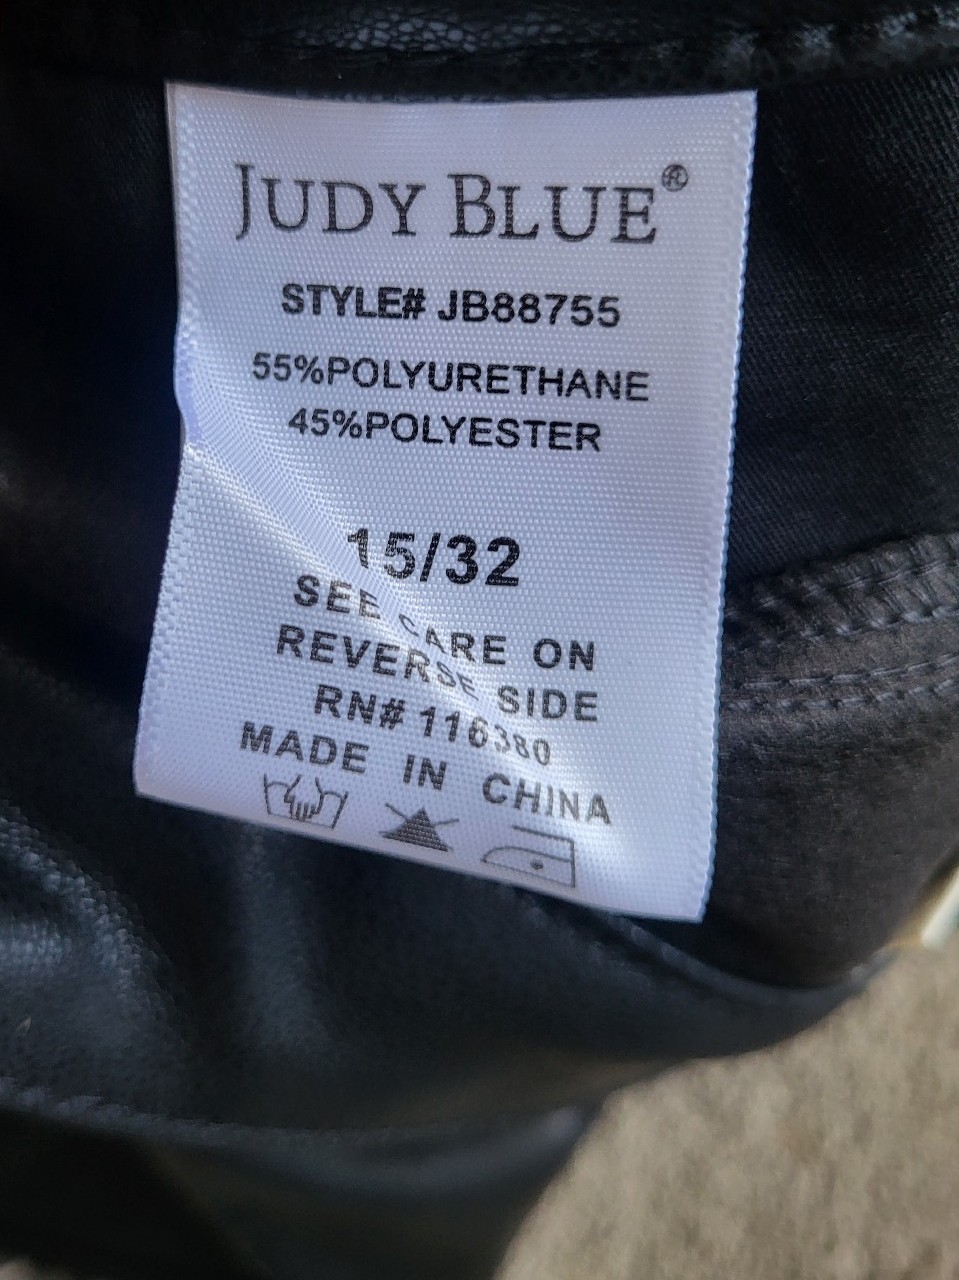 JUDY BLUE®
STYLE# JB88755
55%POLYURETHANE
45%POLYESTER
15/32
SEE CARE ON
REVERSE SIDE
RN# 116380
MADE IN CHINA